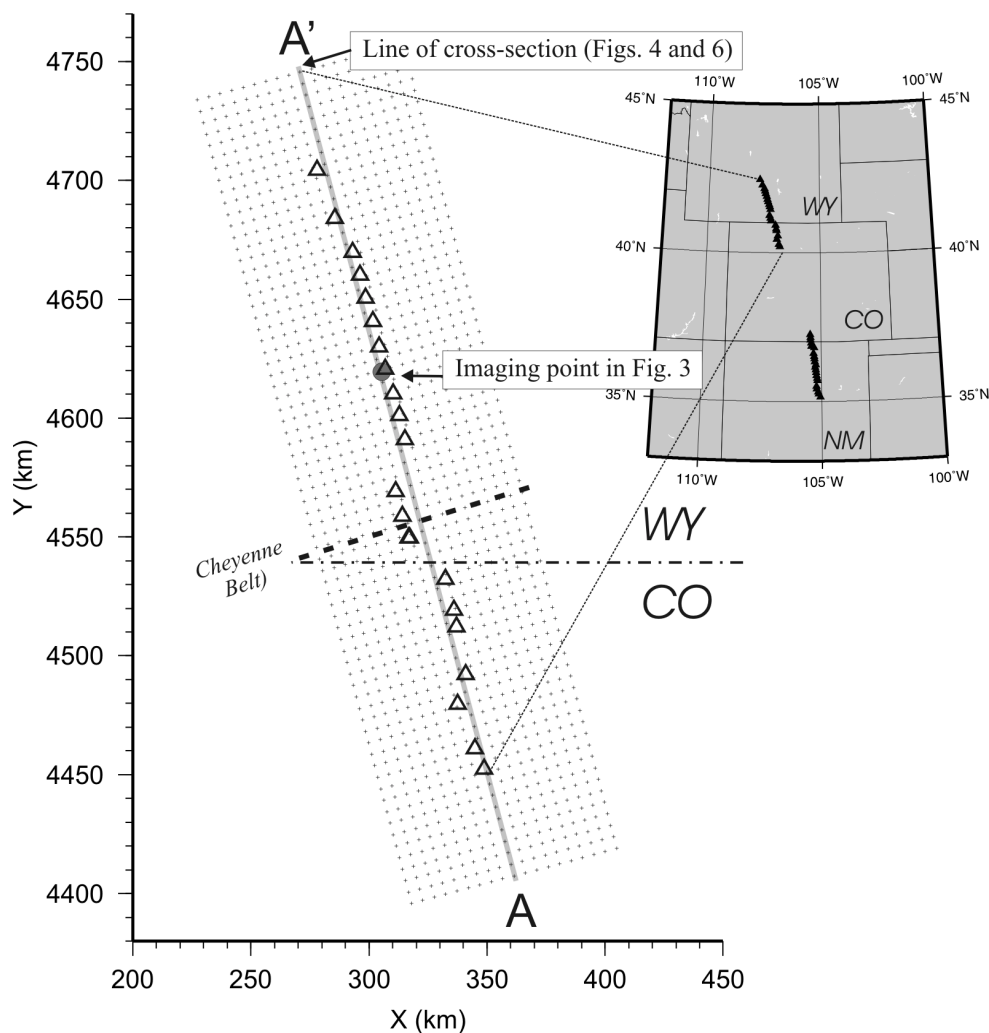 A'
Line of cross-section (Figs. 4 and 6)
4750
4700
4650
4600
4550
4500
4450
4400
Y (km)
110˚W
105˚W
100˚W
45˚N
45˚N
WY
40˚N
40˚N
CO
35˚N
35˚N
NM
110˚W
105˚W
100˚W
Imaging point in Fig. 3
WY
Cheyenne
Belt)
CO
A
200
250
300
350
400
450
X (km)